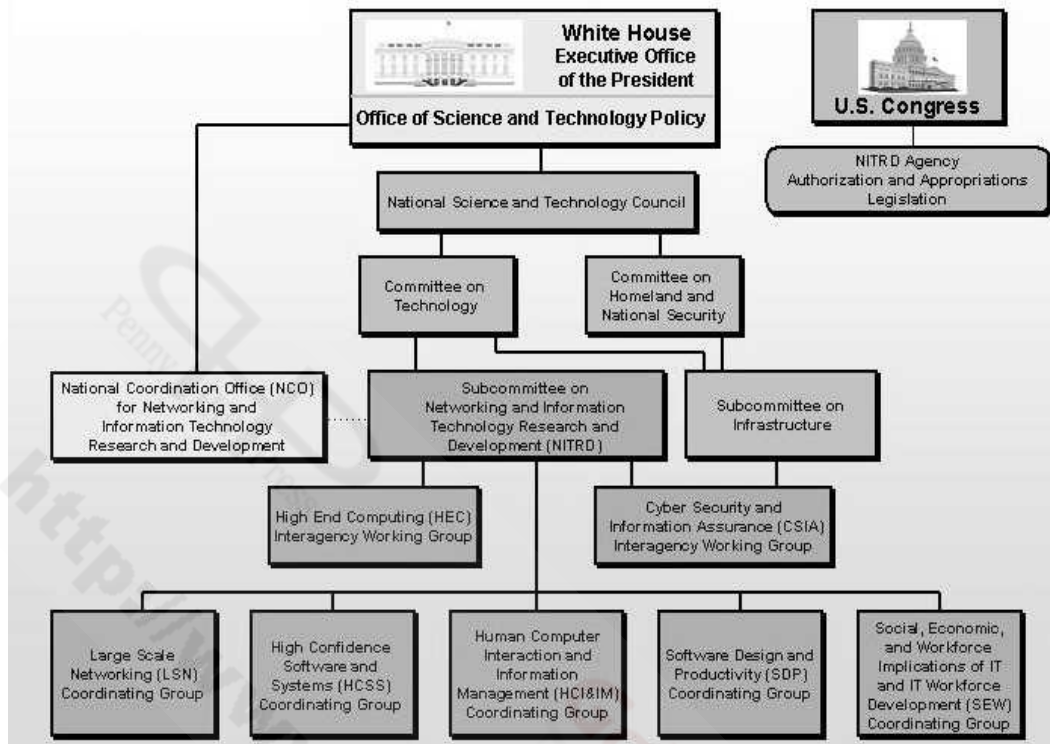 White House
Executive Office
of the President
Office of Science and Technology Policy
U.S. Congress
NITRD Agency
Authorization and Appropriations
Legislation
National Science and Technology Council
Committee on
Technology
Committee on
Homeland and
National Security
National Coordination Office (NCO)
for Networking and
Information Technology
Research and Development
Subcommittee on
Networking and Information
Technology Research and
Development (NITRD)
Subcommittee on
Infrastructure
High End Computing (HEC)
Interagency Working Group
Cyber Security and
Information Assurance (CSIA)
Interagency Working Group
Large Scale
Networking (LSN)
Coordinating Group
High Confidence
Software and
Systems (HCSS)
Coordinating Group
Human Computer
Interaction and
Information
Management (HCI&IM)
Coordinating Group
Software Design and
Productivity (SDP)
Coordinating Group
Social, Economic,
and Workforce
Implications of IT
and IT Workforce
Development (SEW)
Coordinating Group
Penny
ress
http://ww